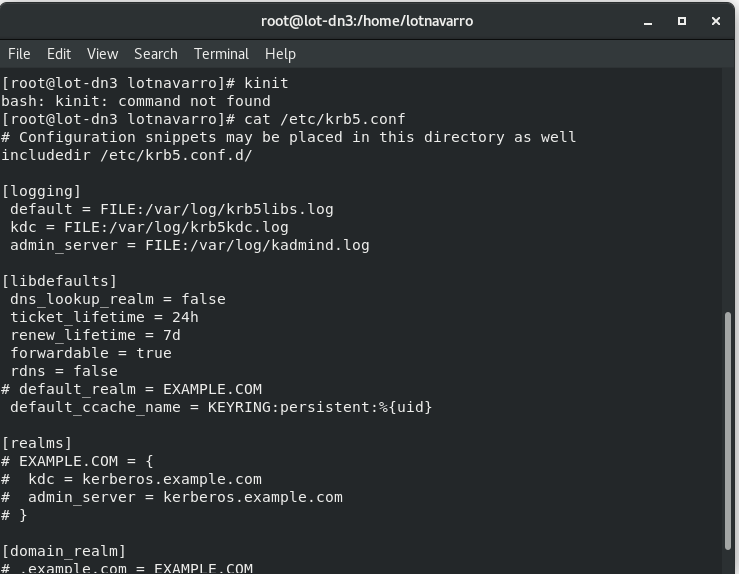 root@lot-dn3:/home/lotnavarro
File Edit View Search Terminal Help
[root@lot-dn3 lotnavarro]# kinit
bash: kinit: command not found
[root@lot-dn3 lotnavarro]# cat /etc/krb5.conf
# Configuration snippets may be placed in this directory as well
includedir /etc/krb5.conf.d/

[logging]
 default = FILE:/var/log/krb5libs.log
 kdc = FILE:/var/log/krb5kdc.log
 admin_server = FILE:/var/log/kadmind.log

[libdefaults]
 dns_lookup_realm = false
 ticket_lifetime = 24h
 renew_lifetime = 7d
 forwardable = true
 rdns = false
# default_realm = EXAMPLE.COM
 default_ccache_name = KEYRING:persistent:%{uid}

[realms]
# EXAMPLE.COM = {
#  kdc = kerberos.example.com
#  admin_server = kerberos.example.com
# }

[domain_realm]
# .example.com = EXAMPLE.COM